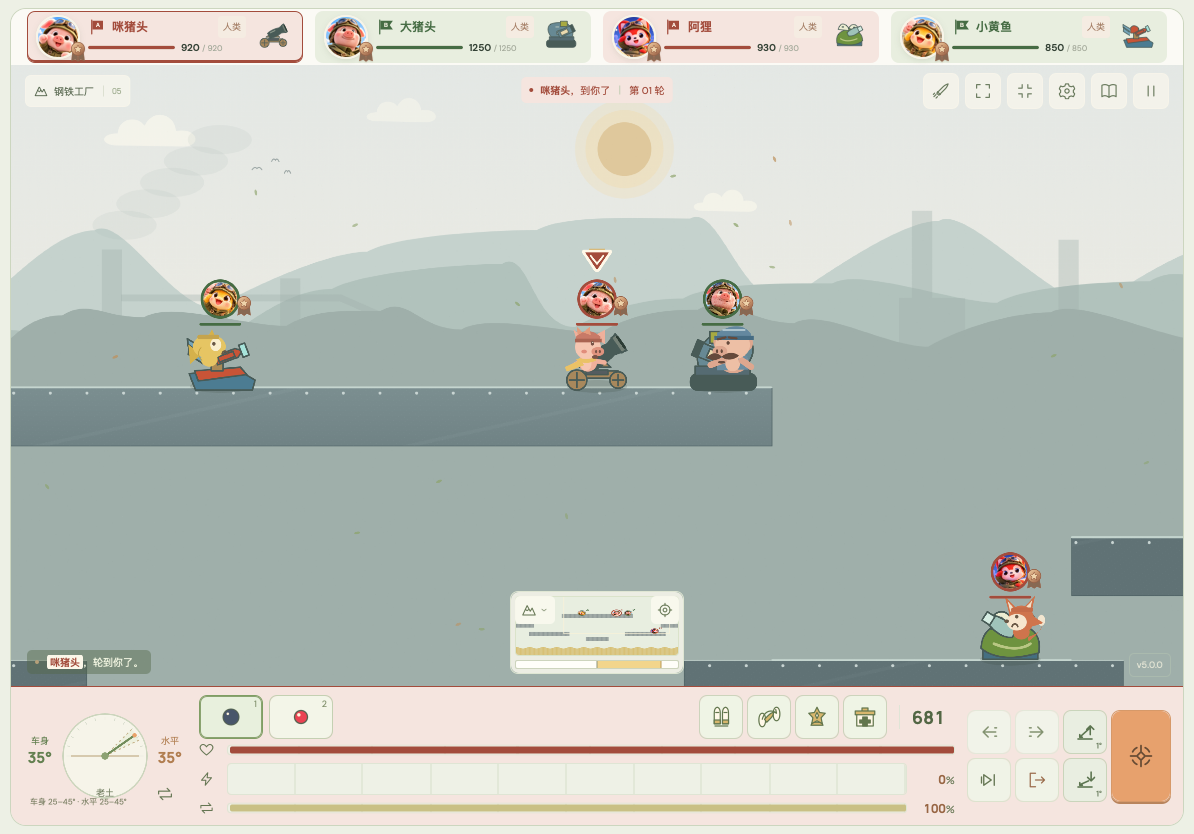 A 咪猪头 人类
920 / 920
B 大猪头 人类
1250 / 1250
A 阿狸 人类
930 / 930
B 小黄鱼 人类
850 / 850
钢铁工厂 05
咪猪头，到你了 第 01 轮
咪猪头，轮到你了。
v5.0.0
1
2
681
车身
35°
水平
35°
老土
车身 25–45° · 水平 25–45°
0%
100%
1°
1°